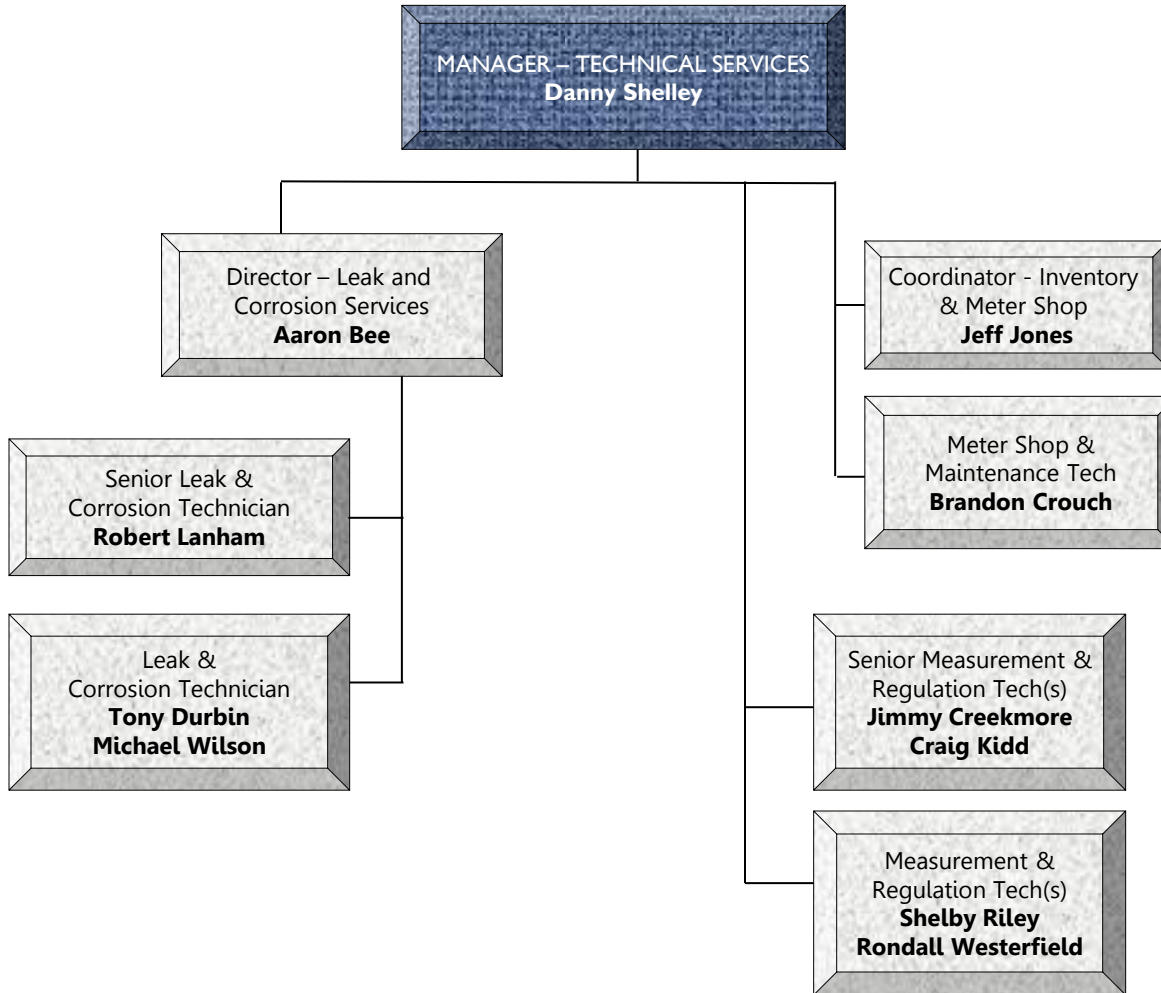 MANAGER – TECHNICAL SERVICES
Danny Shelley
Director – Leak and
Corrosion Services
Aaron Bee
Senior Leak &
Corrosion Technician
Robert Lanham
Leak &
Corrosion Technician
Tony Durbin
Michael Wilson
Coordinator - Inventory
& Meter Shop
Jeff Jones
Meter Shop &
Maintenance Tech
Brandon Crouch
Senior Measurement &
Regulation Tech(s)
Jimmy Creekmore
Craig Kidd
Measurement &
Regulation Tech(s)
Shelby Riley
Rondall Westerfield